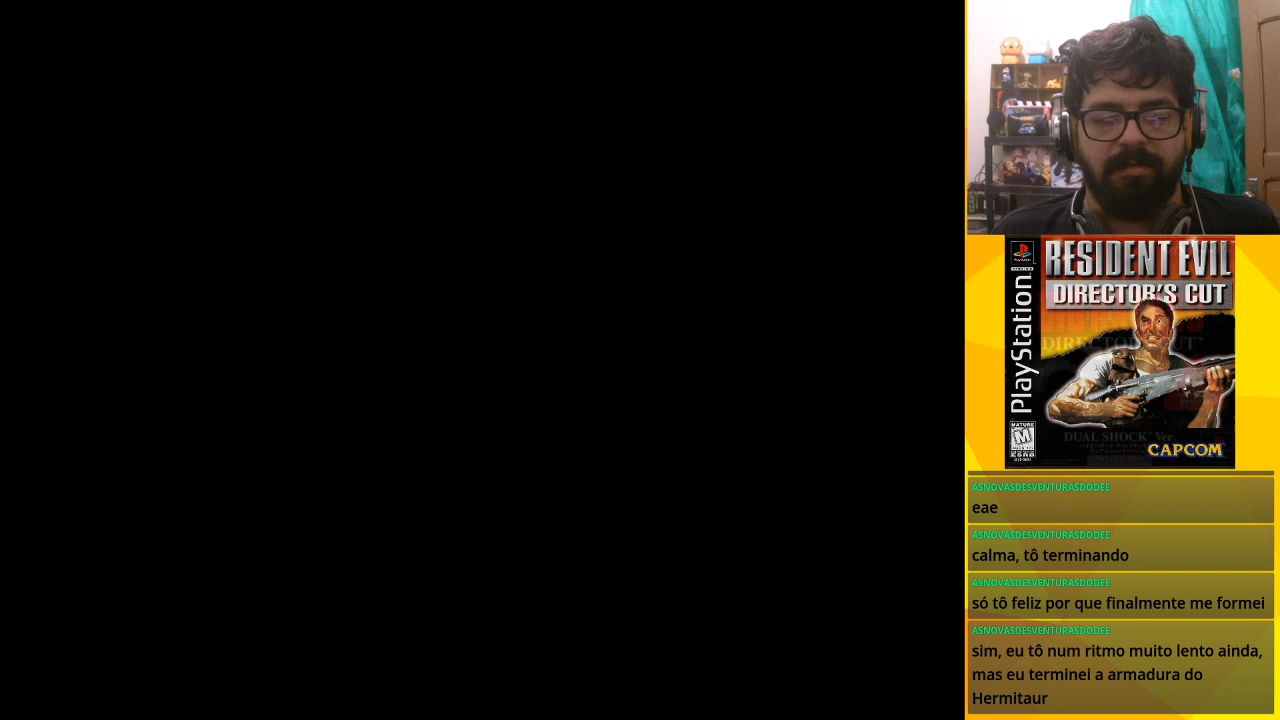 RESIDENT EVIL
DIRECTOR'S CUT
PlayStation
DUAL SHOCK Ver.
MATURE
M
ESRB
CAPCOM
ASNOVASDESVENTURASDODEE
eae
ASNOVASDESVENTURASDODEE
calma, tô terminando
ASNOVASDESVENTURASDODEE
só tô feliz por que finalmente me formei
ASNOVASDESVENTURASDODEE
sim, eu tô num ritmo muito lento ainda,
mas eu terminei a armadura do
Hermitaur